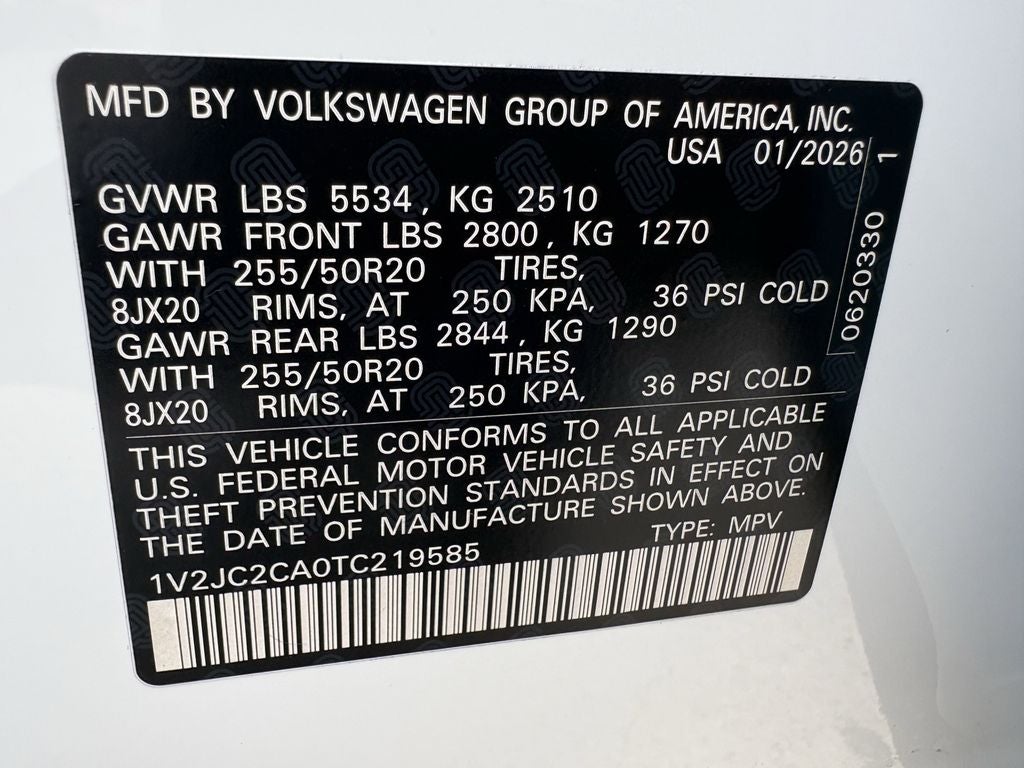 MFD BY VOLKSWAGEN GROUP OF AMERICA, INC.
USA 01/2026
GVWR LBS 5534, KG 2510
GAWR FRONT LBS 2800, KG 1270
WITH 255/50R20 TIRES,
8JX20 RIMS, AT 250 KPA, 36 PSI COLD
GAWR REAR LBS 2844, KG 1290
WITH 255/50R20 TIRES,
8JX20 RIMS, AT 250 KPA, 36 PSI COLD
0620330 1
THIS VEHICLE CONFORMS TO ALL APPLICABLE
U.S. FEDERAL MOTOR VEHICLE SAFETY AND
THEFT PREVENTION STANDARDS IN EFFECT ON
THE DATE OF MANUFACTURE SHOWN ABOVE.
1V2JC2CA0TC219585 TYPE: MPV